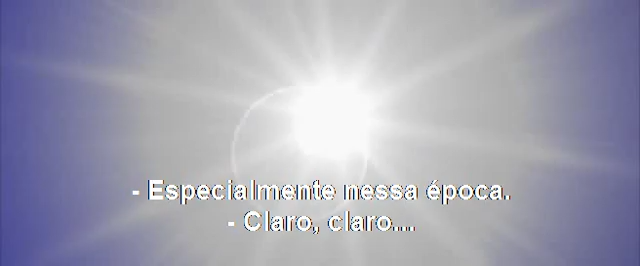 - Especialmente nessa época.
- Claro, claro...